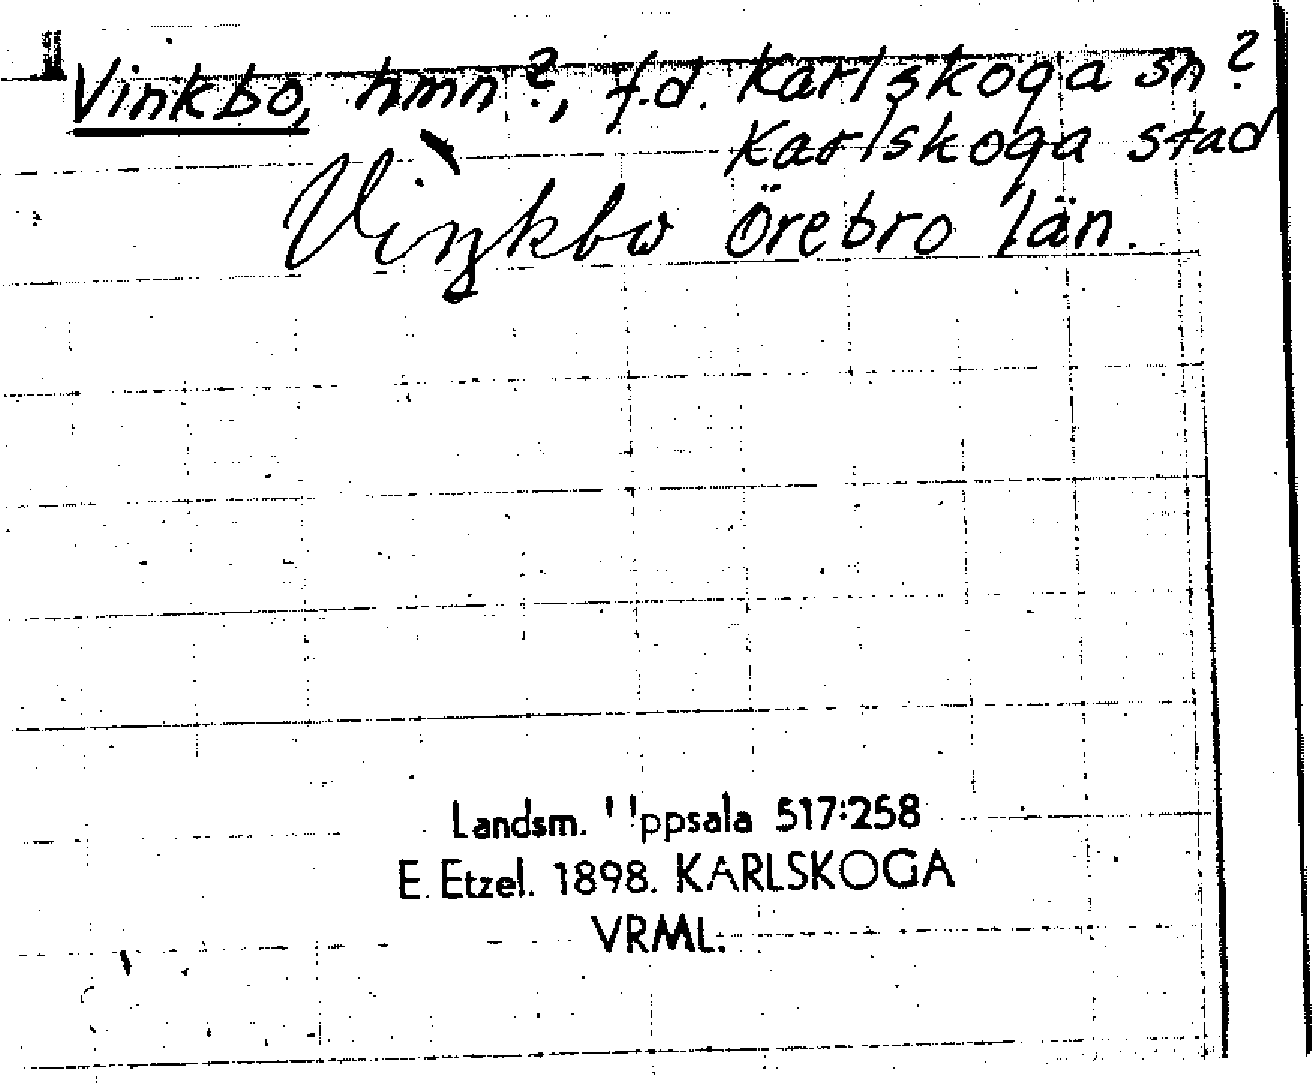 Vinkbo, hmn?, f.d. Karlskoga sn?
Karlskoga stad
Vinkbo Örebro län.
Landsm. Uppsala 517:258
E. Etzel. 1898. KARLSKOGA
VRML.